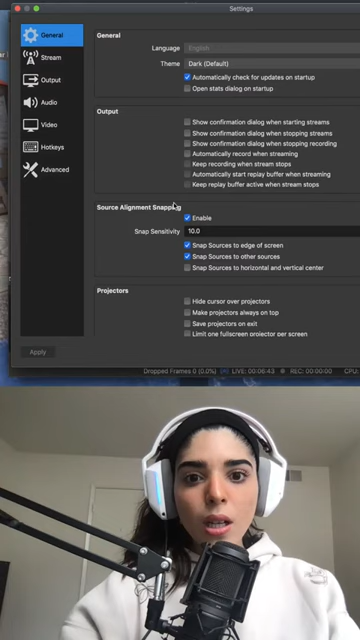 Settings
General
Stream
Output
Audio
Video
Hotkeys
Advanced
General
Language English
Theme Dark (Default)
Automatically check for updates on startup
Open stats dialog on startup
Output
Show confirmation dialog when starting streams
Show confirmation dialog when stopping streams
Show confirmation dialog when stopping recording
Automatically record when streaming
Keep recording when stream stops
Automatically start replay buffer when streaming
Keep replay buffer active when stream stops
Source Alignment Snapping
Enable
Snap Sensitivity 10.0
Snap Sources to edge of screen
Snap Sources to other sources
Snap Sources to horizontal and vertical center
Projectors
Hide cursor over projectors
Make projectors always on top
Save projectors on exit
Limit one fullscreen projector per screen
Apply
Dropped Frames 0 (0.0%) LIVE: 00:06:43 REC: 00:00:00 CPU: